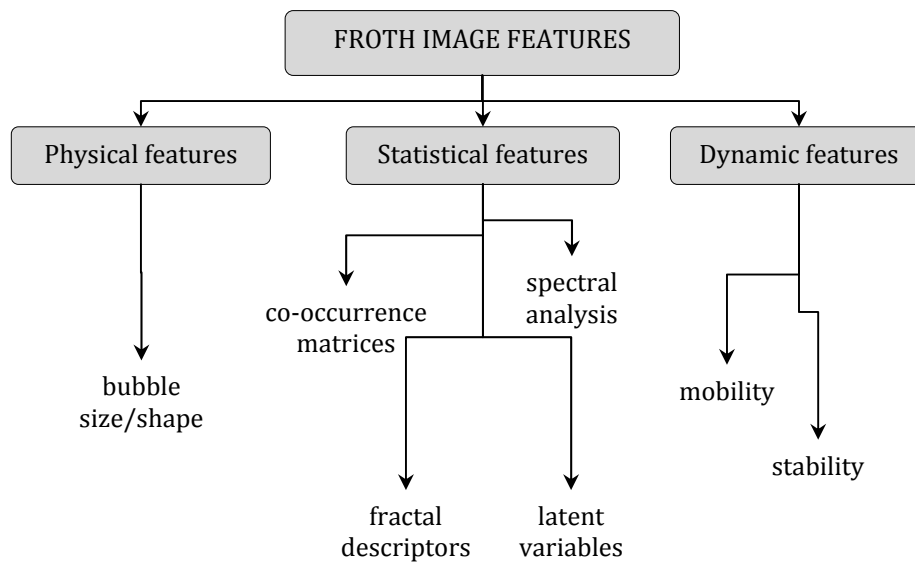 FROTH IMAGE FEATURES
Physical features
Statistical features
Dynamic features
co-occurrence
matrices
spectral
analysis
bubble
size/shape
mobility
stability
fractal
descriptors
latent
variables